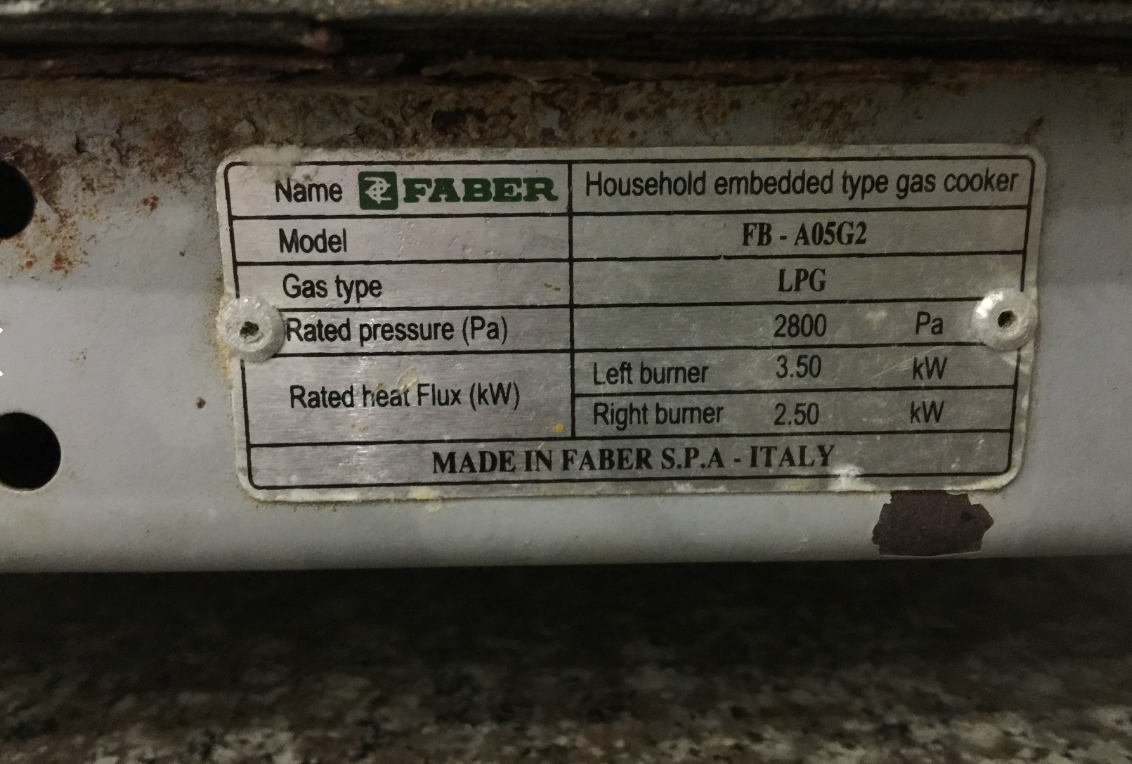 Name FABER Household embedded type gas cooker
Model FB - A05G2
Gas type LPG
Rated pressure (Pa) 2800 Pa
Rated heat Flux (kW)
Left burner 3.50 kW
Right burner 2.50 kW
MADE IN FABER S.P.A - ITALY